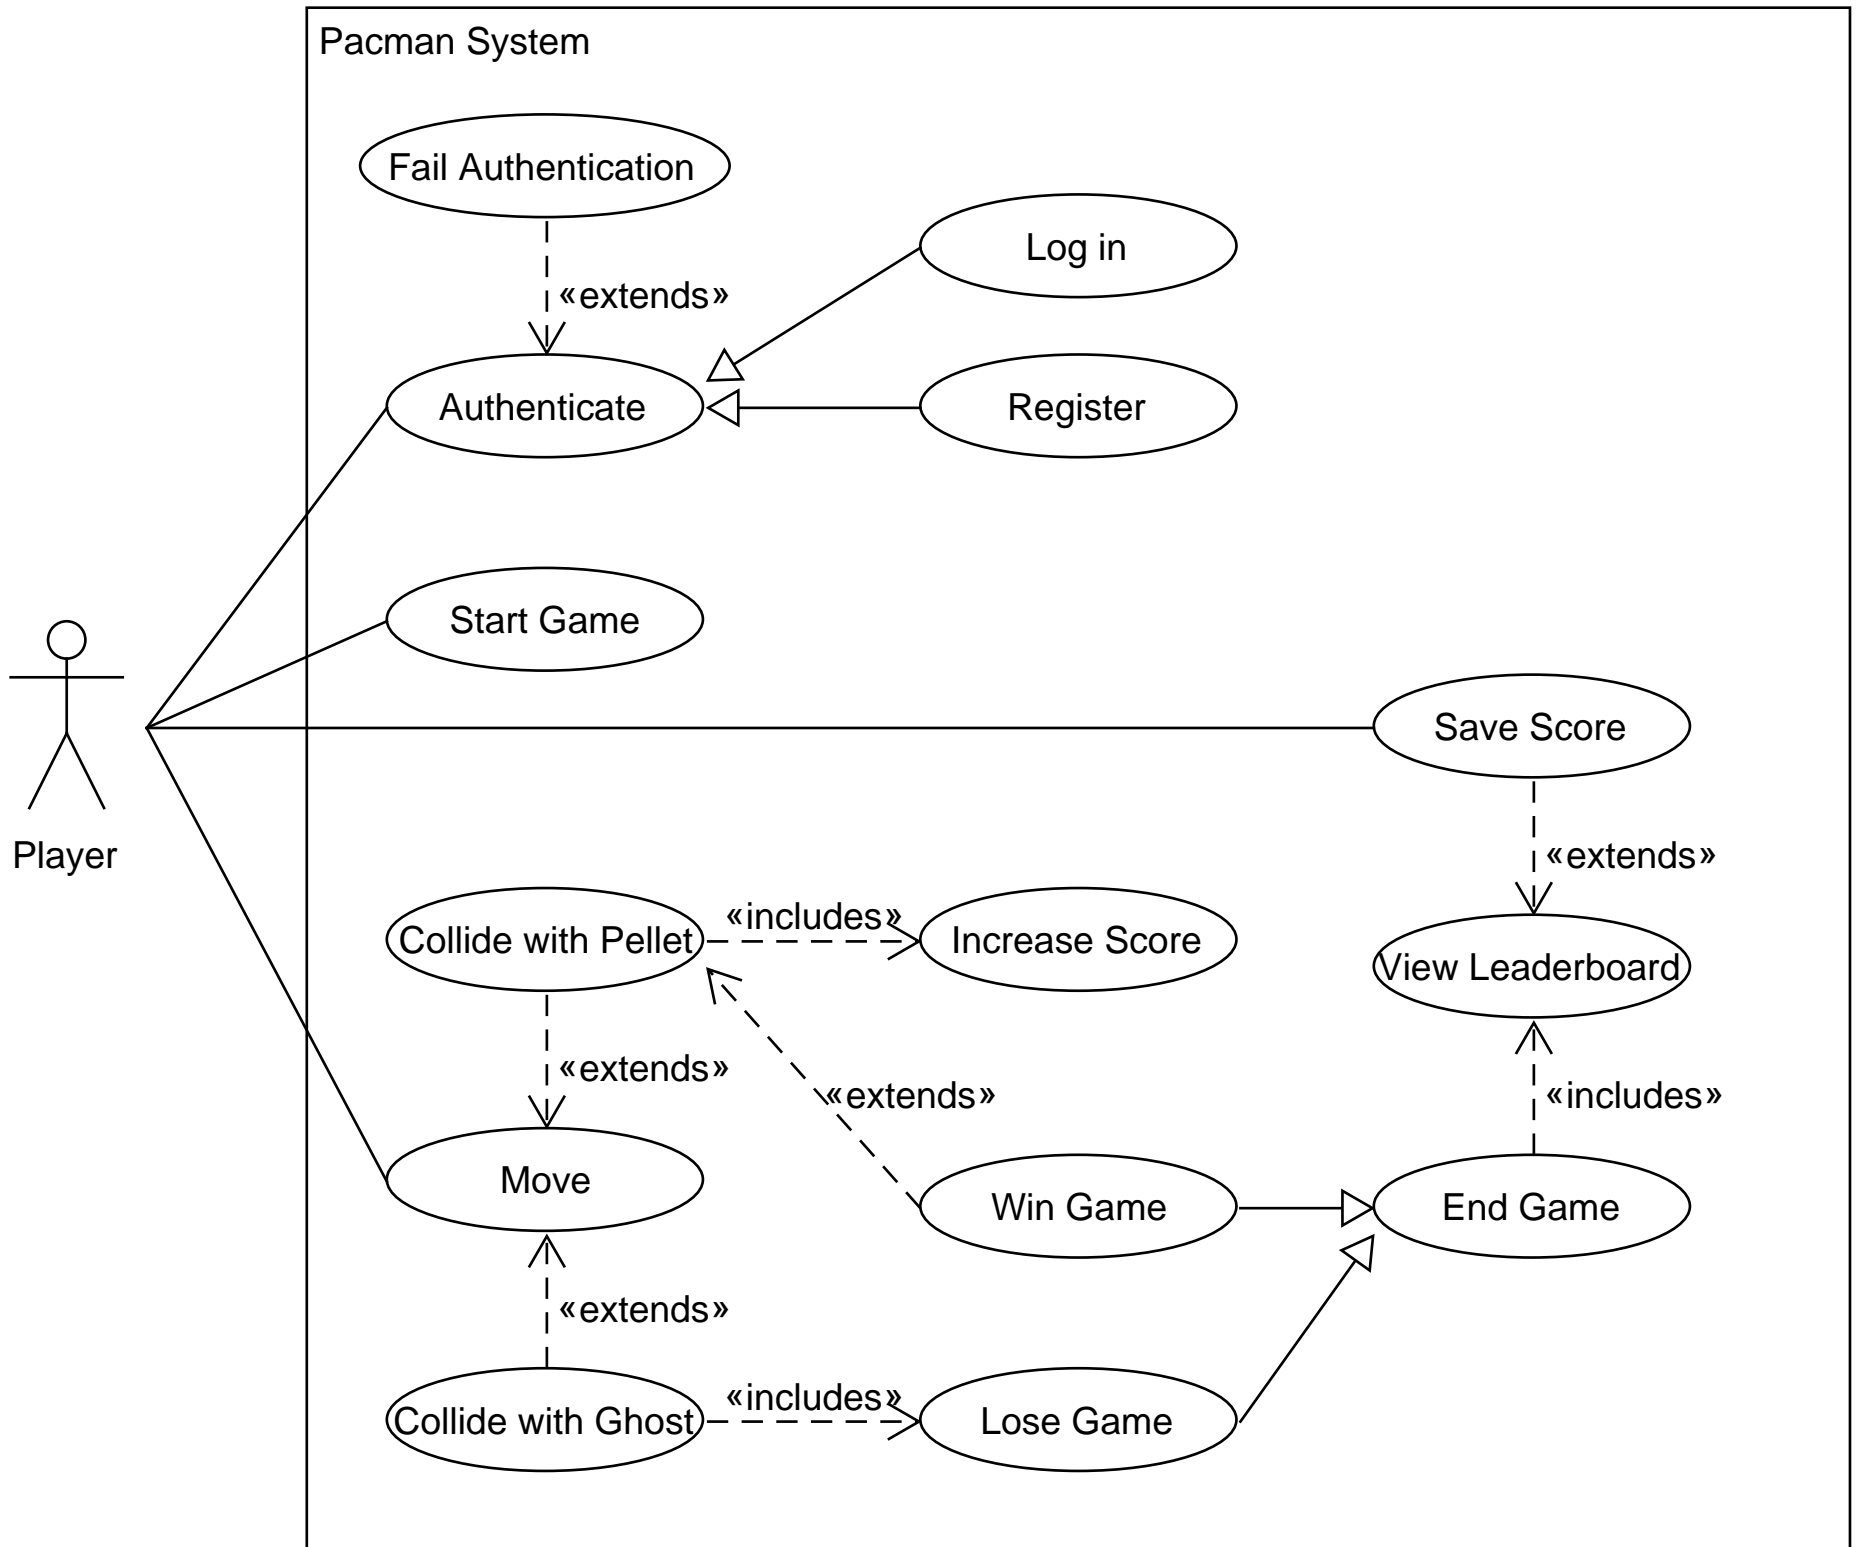 Pacman System
Fail Authentication
Log in
«extends»
Authenticate
Register
Start Game
Save Score
Player
«extends»
Collide with Pellet
«includes»
Increase Score
View Leaderboard
«extends»
«extends»
«includes»
Move
Win Game
End Game
«extends»
Collide with Ghost
«includes»
Lose Game